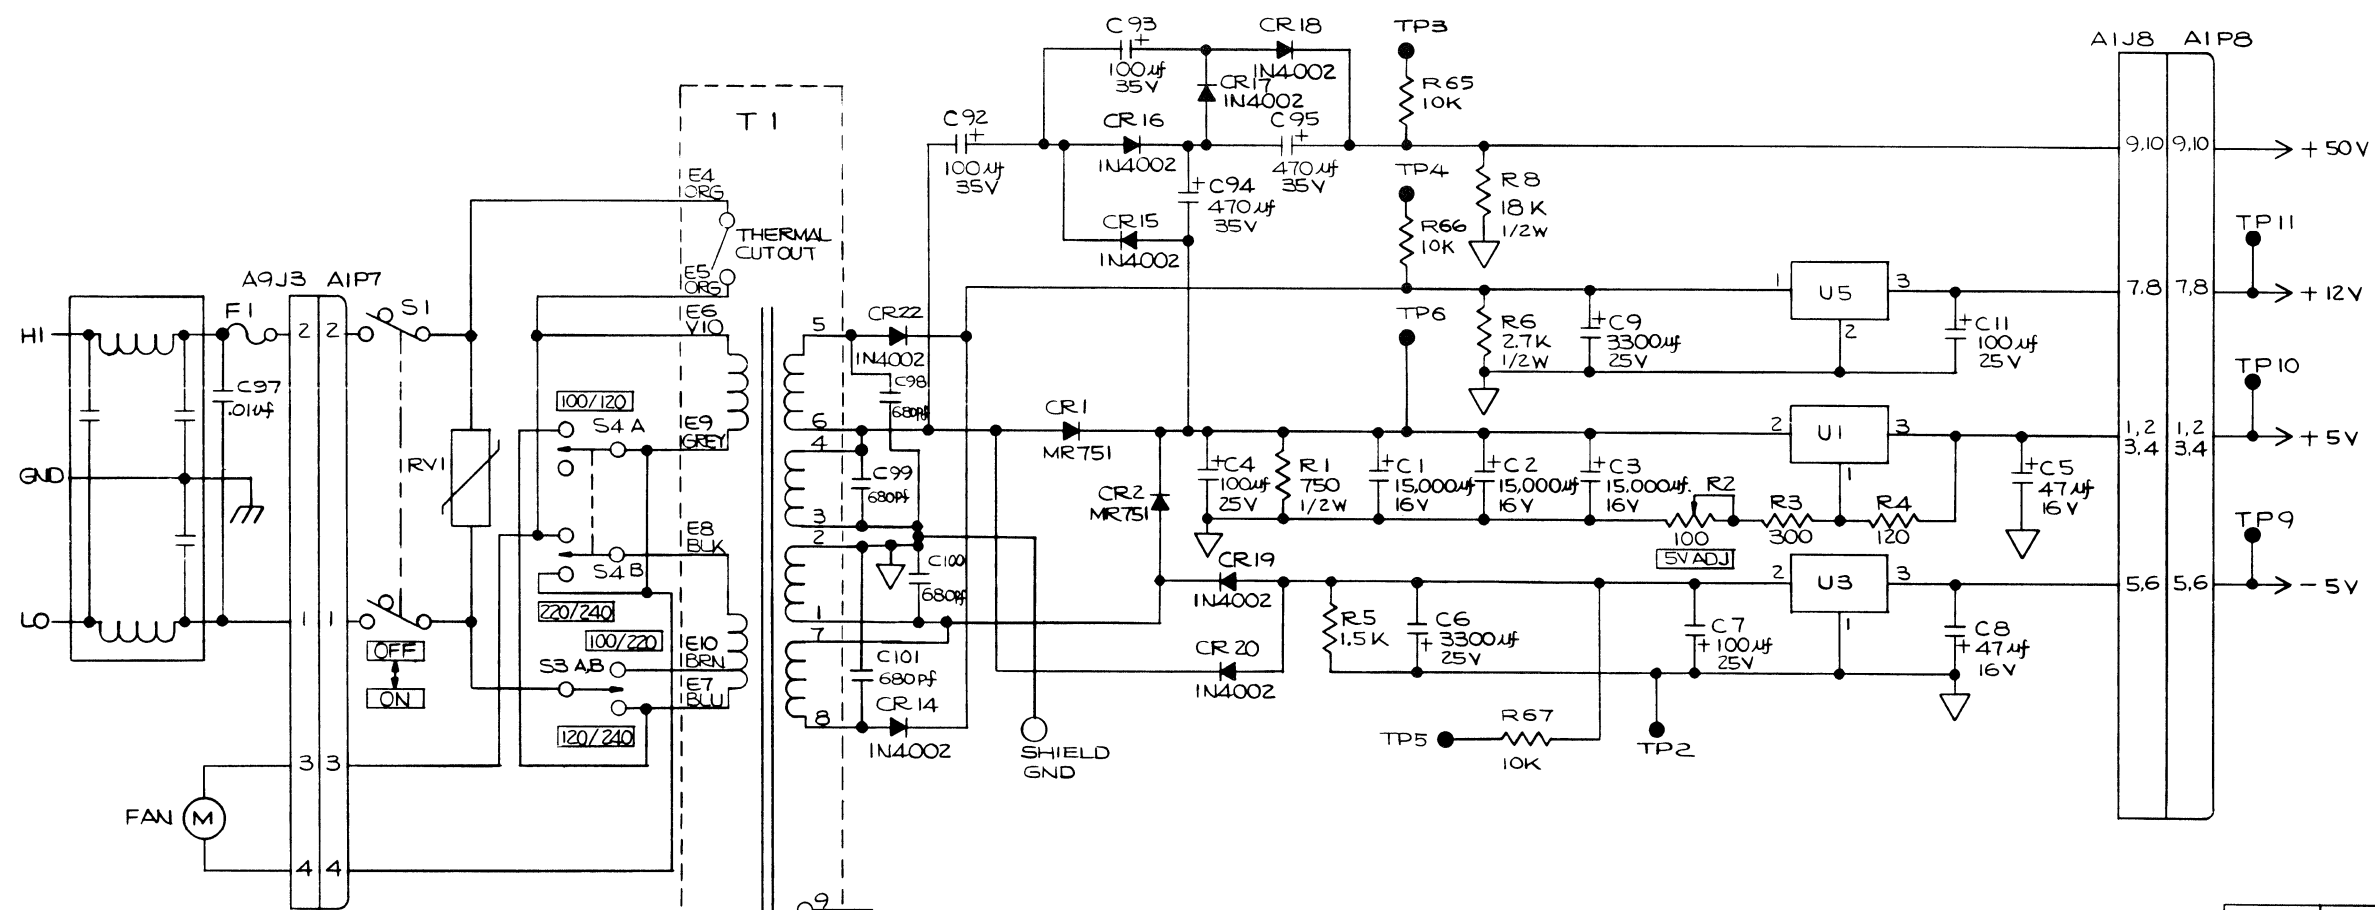 C93
+
100uf
35V
CR18
1N4002
TP3
A1J8 A1P8
CR17
1N4002
R65
10K
T1
C92
+
100uf
35V
CR16
1N4002
C95
+
470uf
35V
9,10 9,10
+50V
TP4
E4
ORG
+C94
470uf
35V
R8
18K
1/2W
THERMAL
CUTOUT
CR15
1N4002
R66
10K
TP11
E5
ORG
A9J3 A1P7
1 U5 3
2
7,8 7,8
+12V
E6
VIO
F1
S1
HI
2 2
5
CR22
1N4002
TP6
R6
2.7K
1/2W
+C9
3300uf
25V
+C11
100uf
25V
TP10
C97
.01uf
C98
680pf
100/120
S4A
E9
GREY
6
4
CR1
MR751
2 U1 3
1
1,2
3,4
1,2
3,4
+5V
RV1
GND
C99
680pf
CR2
MR751
+C4
100uf
25V
R1
750
1/2W
+C1
15,000uf
16V
+C2
15,000uf
16V
+C3
15,000uf.
16V
R2
100
5V ADJ
R3
300
R4
120
+C5
47uf
16V
TP9
3
2
E8
BLK
S4B
C100
680pf
CR19
1N4002
2 U3 3
1
5,6 5,6
-5V
220/240
LO
1 1
1
7
100/220
E10
BRN
S3 A,B
OFF
ON
R5
1.5K
C6
+ 3300uf
25V
C7
+ 100uf
25V
C8
+ 47uf
16V
C101
680pf
CR20
1N4002
E7
BLU
8
CR14
1N4002
120/240
TP5
R67
10K
TP2
SHIELD
GND
3 3
FAN M
4 4
9